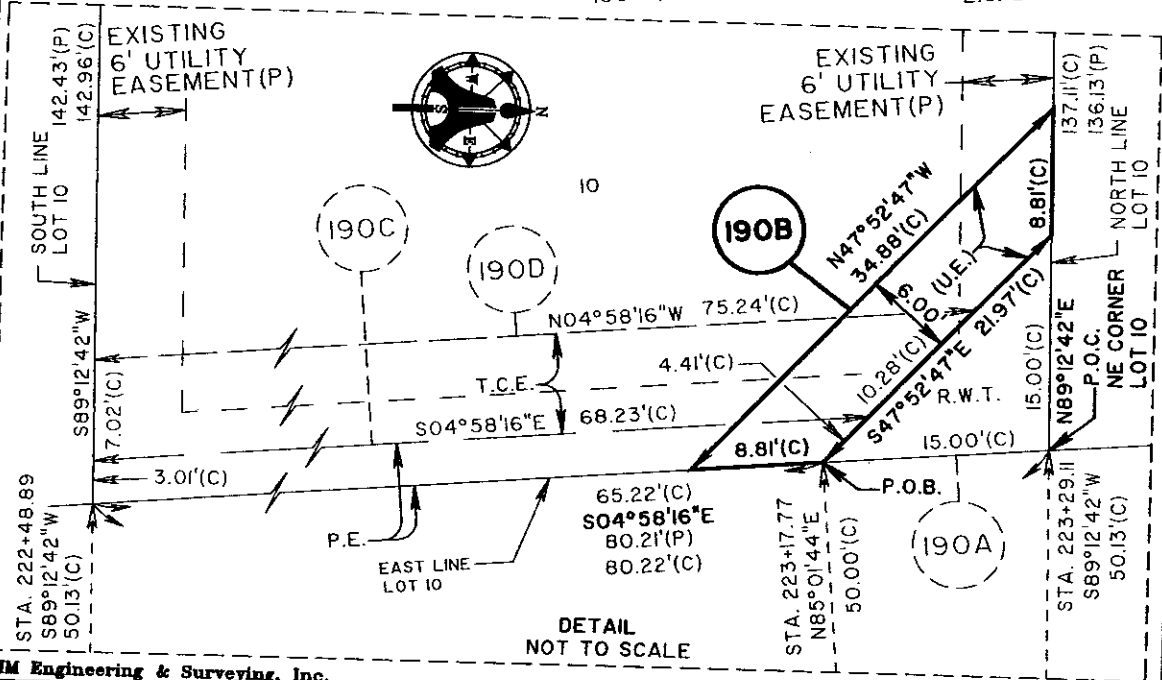 EXISTING
6' UTILITY
EASEMENT(P)
142.43'(P)
142.96'(C)
SOUTH LINE
LOT 10
S89°12'42"W
7.02'(C)
3.01'(C)
STA. 222+48.89
S89°12'42"W
50.13'(C)
W
S
N
E
10
190C
190D
190B
EXISTING
6' UTILITY
EASEMENT(P)
137.11'(C)
136.13'(P)
NORTH LINE
LOT 10
8.81'(C)
N47°52'47"W
34.88'(C)
6.00'
(U.E.)
S47°52'47"E 21.97'(C)
10.28'(C)
4.41'(C)
N04°58'16"W 75.24'(C)
T.C.E.
S04°58'16"E 68.23'(C)
R.W.T.
15.00'(C)
N89°12'42"E
P.O.C.
NE CORNER
LOT 10
8.81'(C)
15.00'(C)
P.O.B.
65.22'(C)
S04°58'16"E
80.21'(P)
80.22'(C)
P.E.
EAST LINE
LOT 10
STA. 223+17.77
N85°01'44"E
50.00'(C)
190A
STA. 223+29.11
S89°12'42"W
50.13'(C)
DETAIL
NOT TO SCALE
IM Engineering & Surveying, Inc.